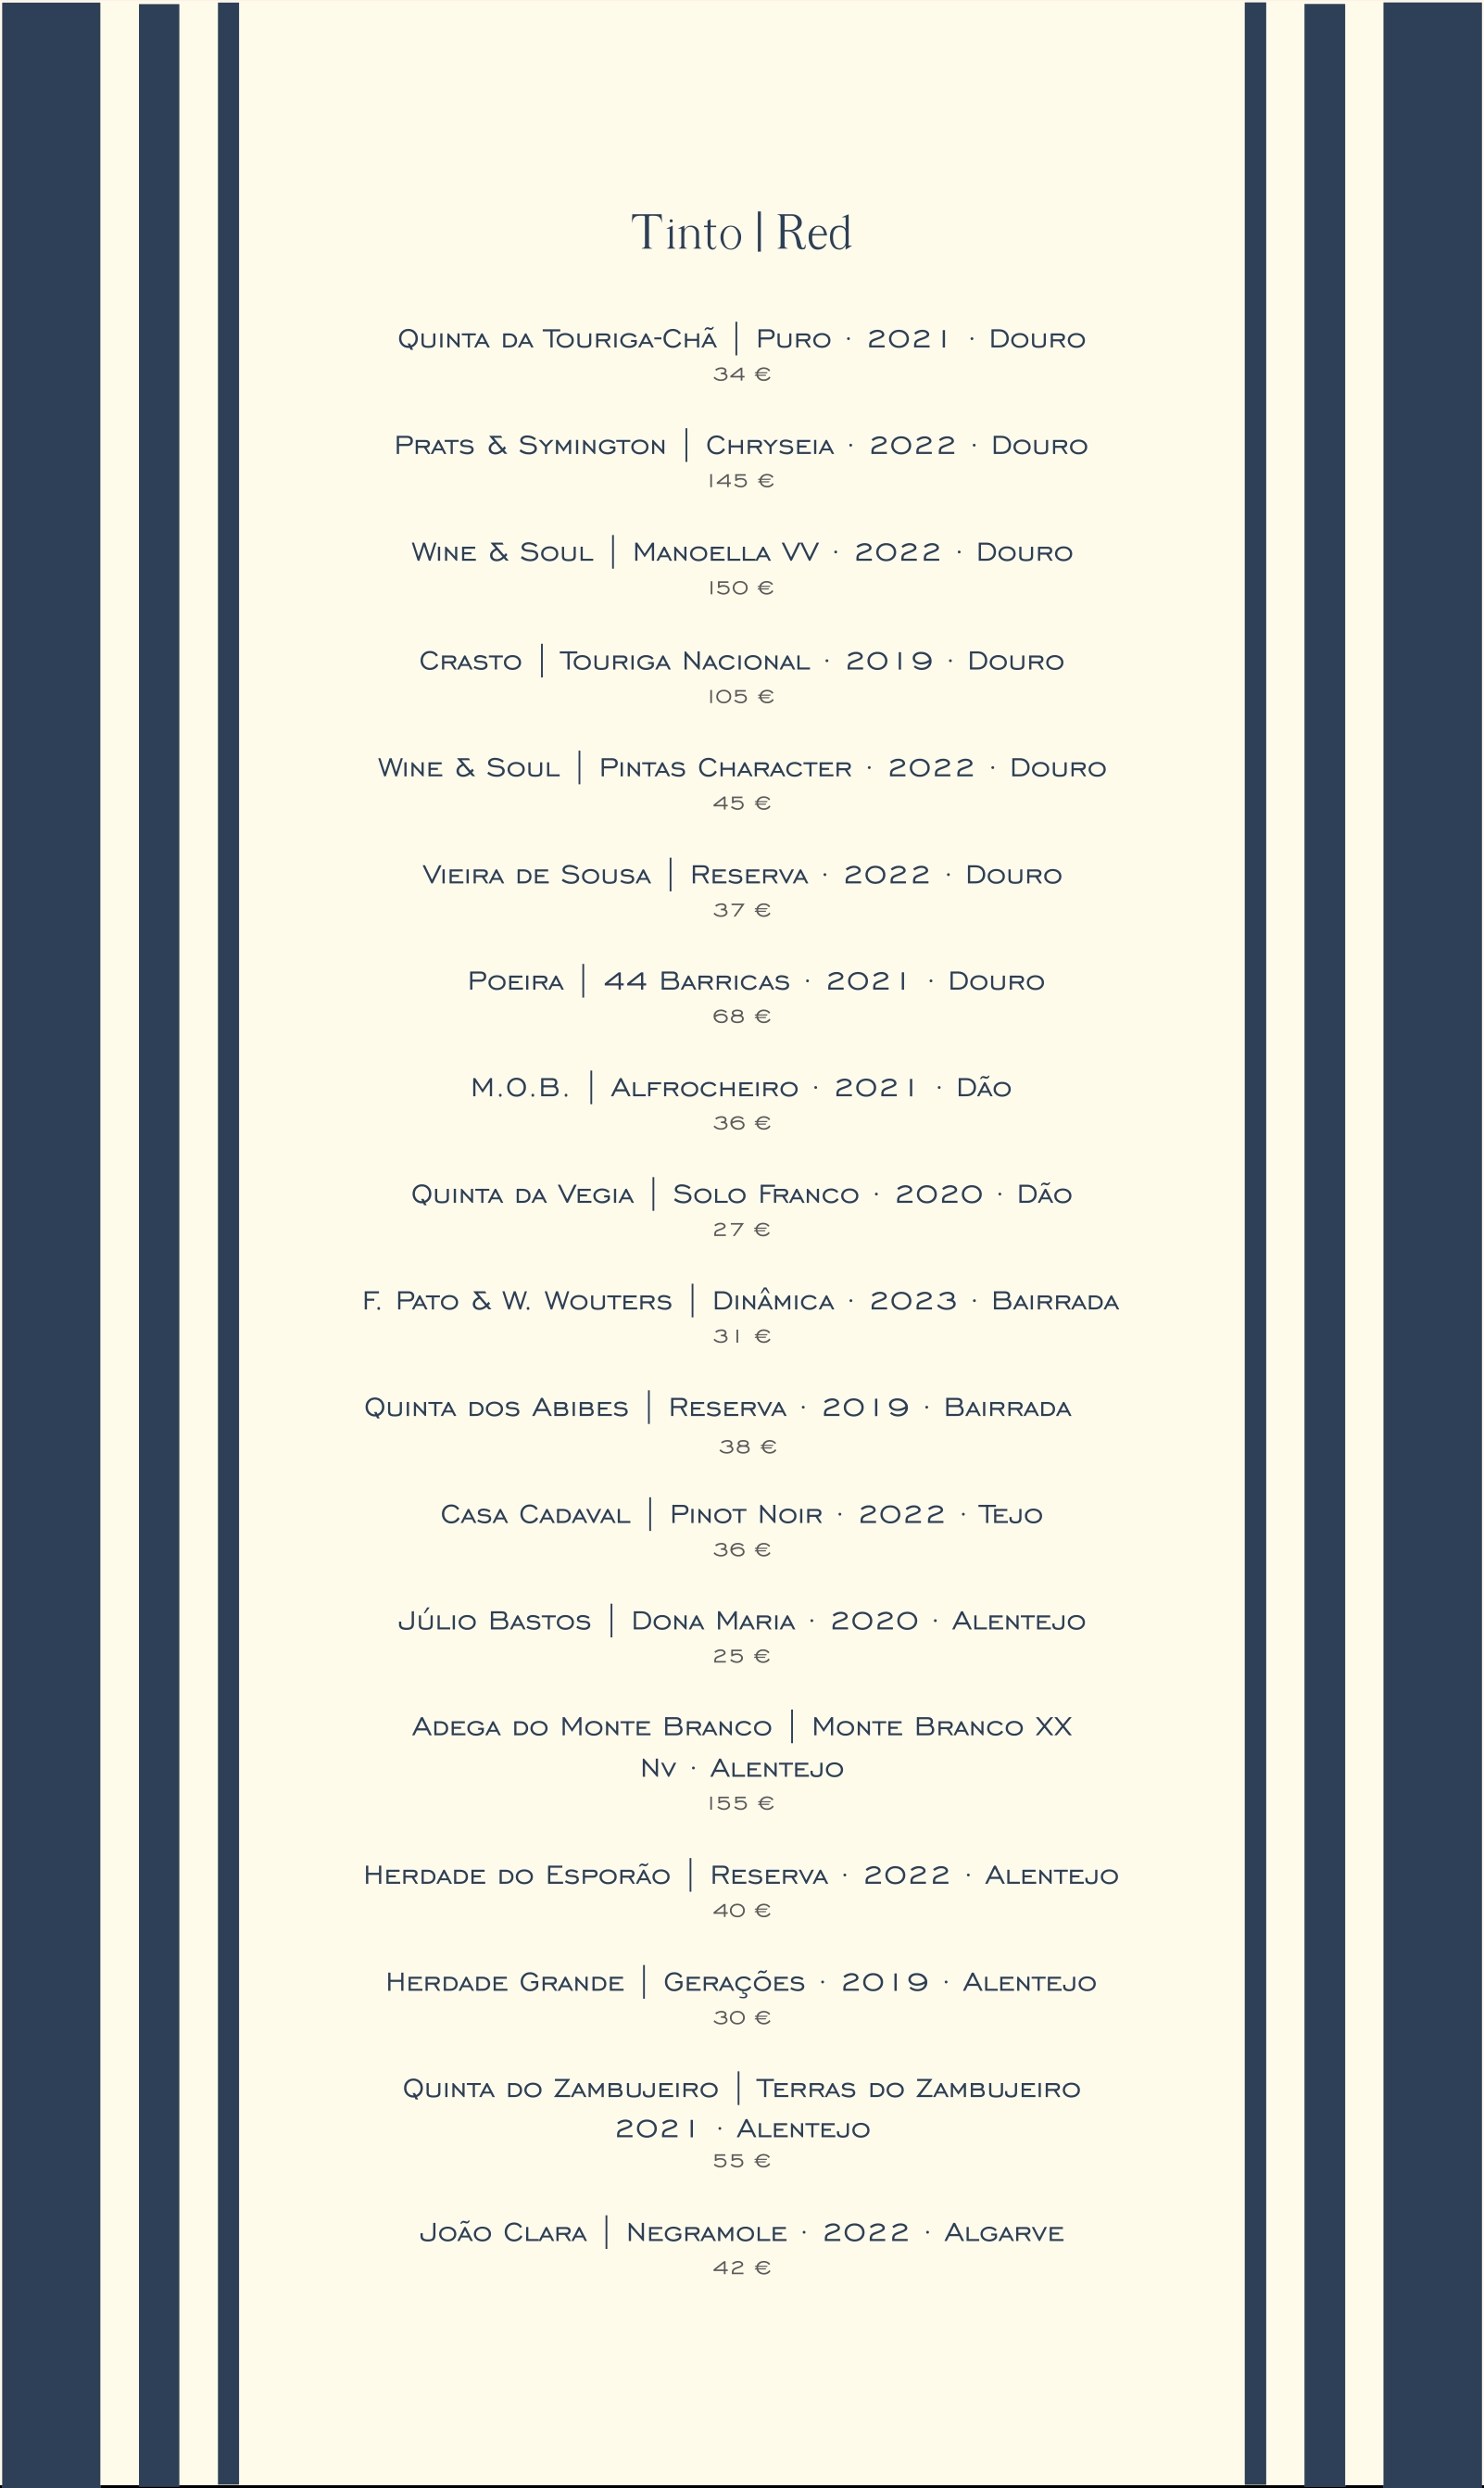 Tinto | Red
Quinta da Touriga-Chã | Puro · 2021 · Douro
34 €
Prats & Symington | Chryseia · 2022 · Douro
145 €
Wine & Soul | Manoella VV · 2022 · Douro
150 €
Crasto | Touriga Nacional · 2019 · Douro
105 €
Wine & Soul | Pintas Character · 2022 · Douro
45 €
Vieira de Sousa | Reserva · 2022 · Douro
37 €
Poeira | 44 Barricas · 2021 · Douro
68 €
M.O.B. | Alfrocheiro · 2021 · Dão
36 €
Quinta da Vegia | Solo Franco · 2020 · Dão
27 €
F. Pato & W. Wouters | Dinâmica · 2023 · Bairrada
31 €
Quinta dos Abibes | Reserva · 2019 · Bairrada
38 €
Casa Cadaval | Pinot Noir · 2022 · Tejo
36 €
Júlio Bastos | Dona Maria · 2020 · Alentejo
25 €
Adega do Monte Branco | Monte Branco XX
Nv · Alentejo
155 €
Herdade do Esporão | Reserva · 2022 · Alentejo
40 €
Herdade Grande | Gerações · 2019 · Alentejo
30 €
Quinta do Zambujeiro | Terras do Zambujeiro
2021 · Alentejo
55 €
João Clara | Negramole · 2022 · Algarve
42 €